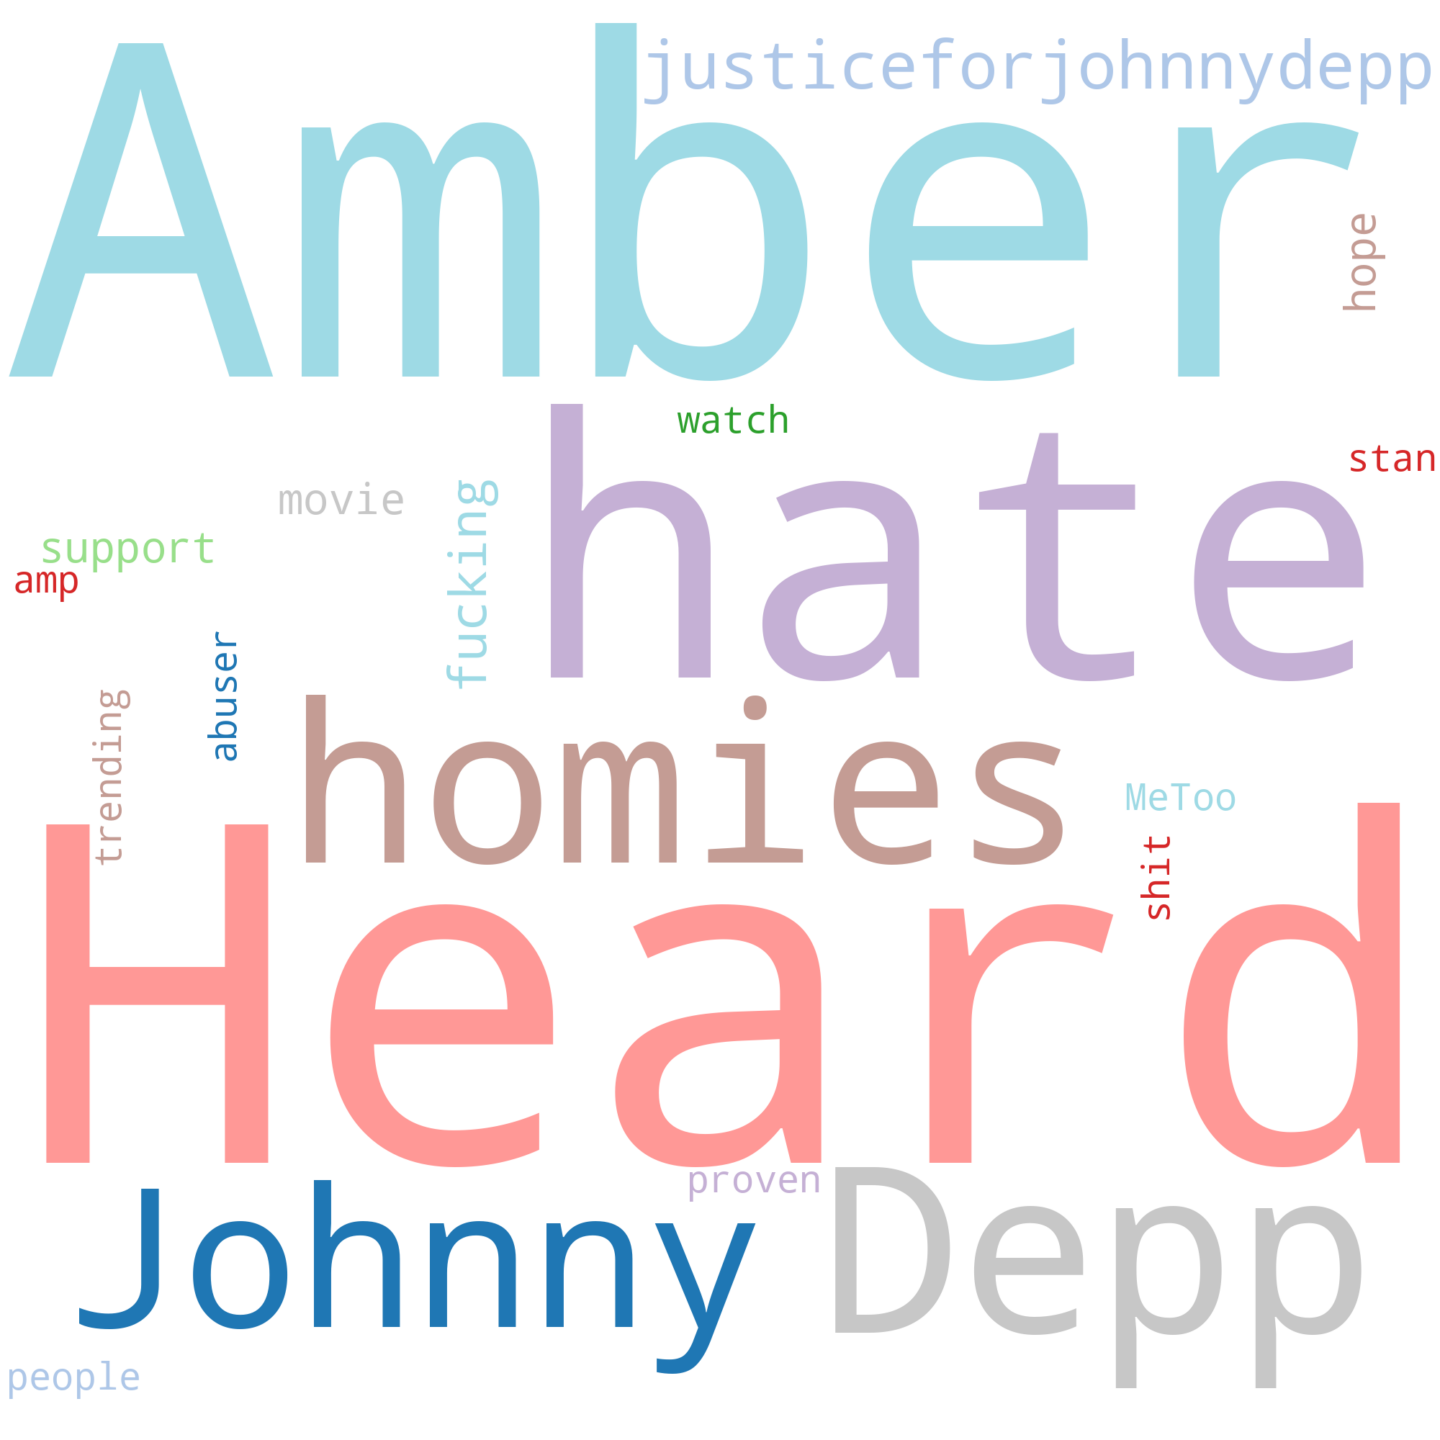 justiceforjohnnydepp
Amber
hope
watch
hate
stan
movie
fucking
support
amp
abuser
trending
homies
MeToo
shit
Heard
proven
Johnny Depp
people